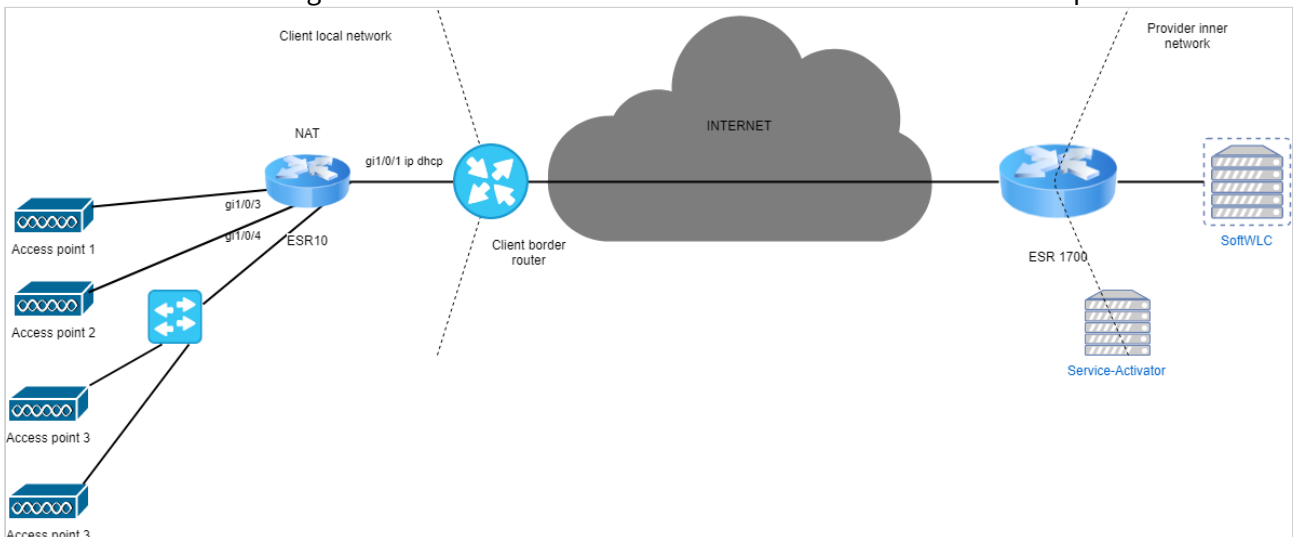 Client local network
Provider inner
network
INTERNET
NAT
gi1/0/1 ip dhcp
gi1/0/3
Access point 1
gi1/0/4
ESR10
Client border
router
ESR 1700
SoftWLC
Access point 2
Service-Activator
Access point 3
Access point 3